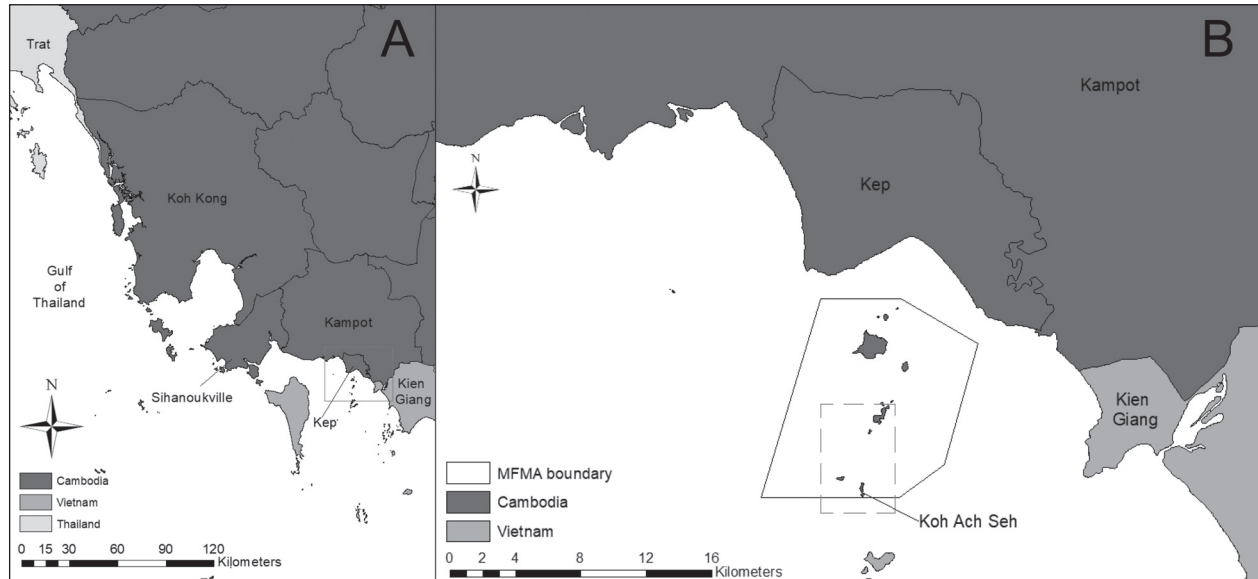 A
Trat
Koh Kong
Gulf
of
Thailand
Kampot
Sihanoukville
Kep
Kien
Giang
N
Cambodia
Vietnam
Thailand
0 15 30 60 90 120
Kilometers
B
Kampot
N
Kep
Kien
Giang
MFMA boundary
Cambodia
Vietnam
Koh Ach Seh
0 2 4 8 12 16
Kilometers